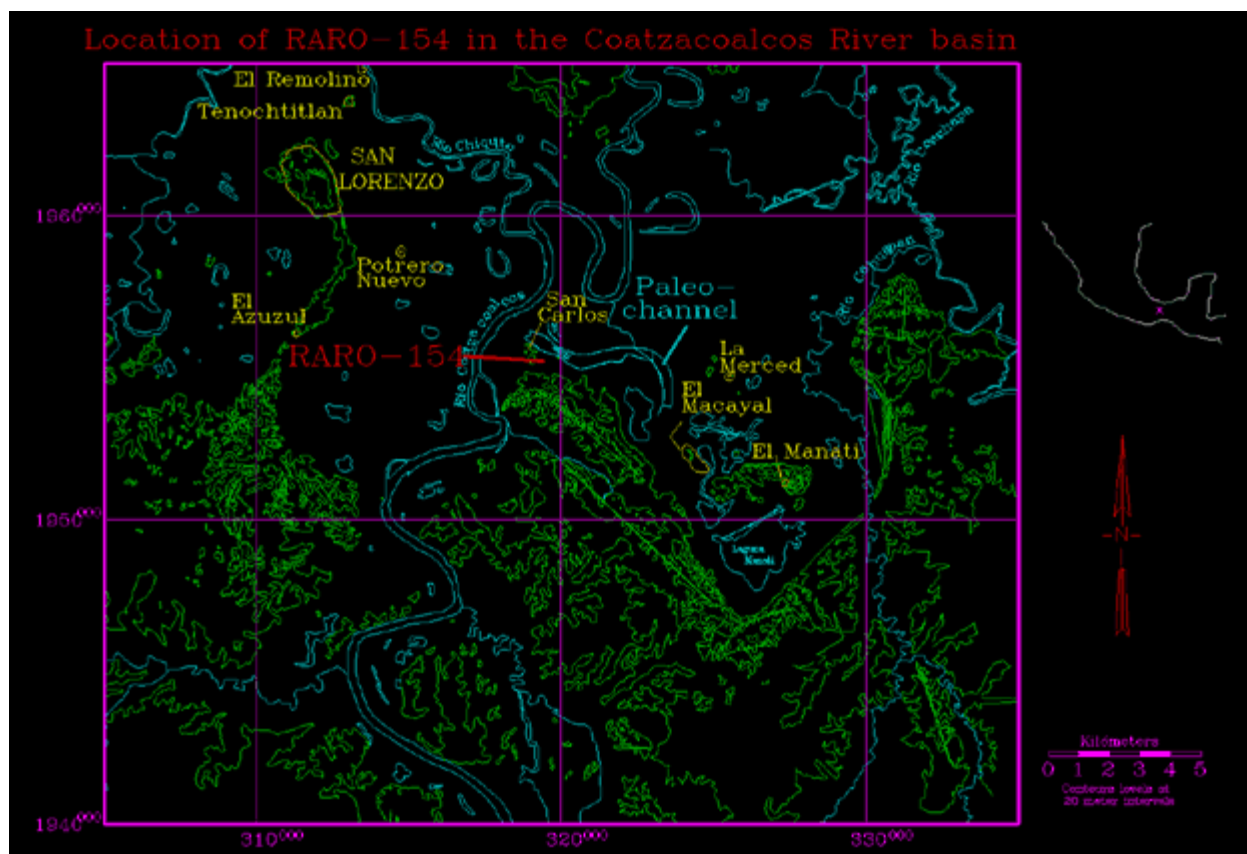 Location of RARO-154 in the Coatzacoalcos River basin
El Remolino
Tenochtitlan
SAN
LORENZO
Rio Chiquito
Rio Coachapa
1960⁰⁰⁰
Potrero
Nuevo
El
Azuzul
San
Carlos
Paleo-
channel
RARO-154
La
Merced
El
Macayal
El Manati
1950⁰⁰⁰
Laguna
Manati
-N-
Kilometers
0 1 2 3 4 5
Contours levels at
20 meter intervals
1940⁰⁰⁰
310⁰⁰⁰ 320⁰⁰⁰ 330⁰⁰⁰